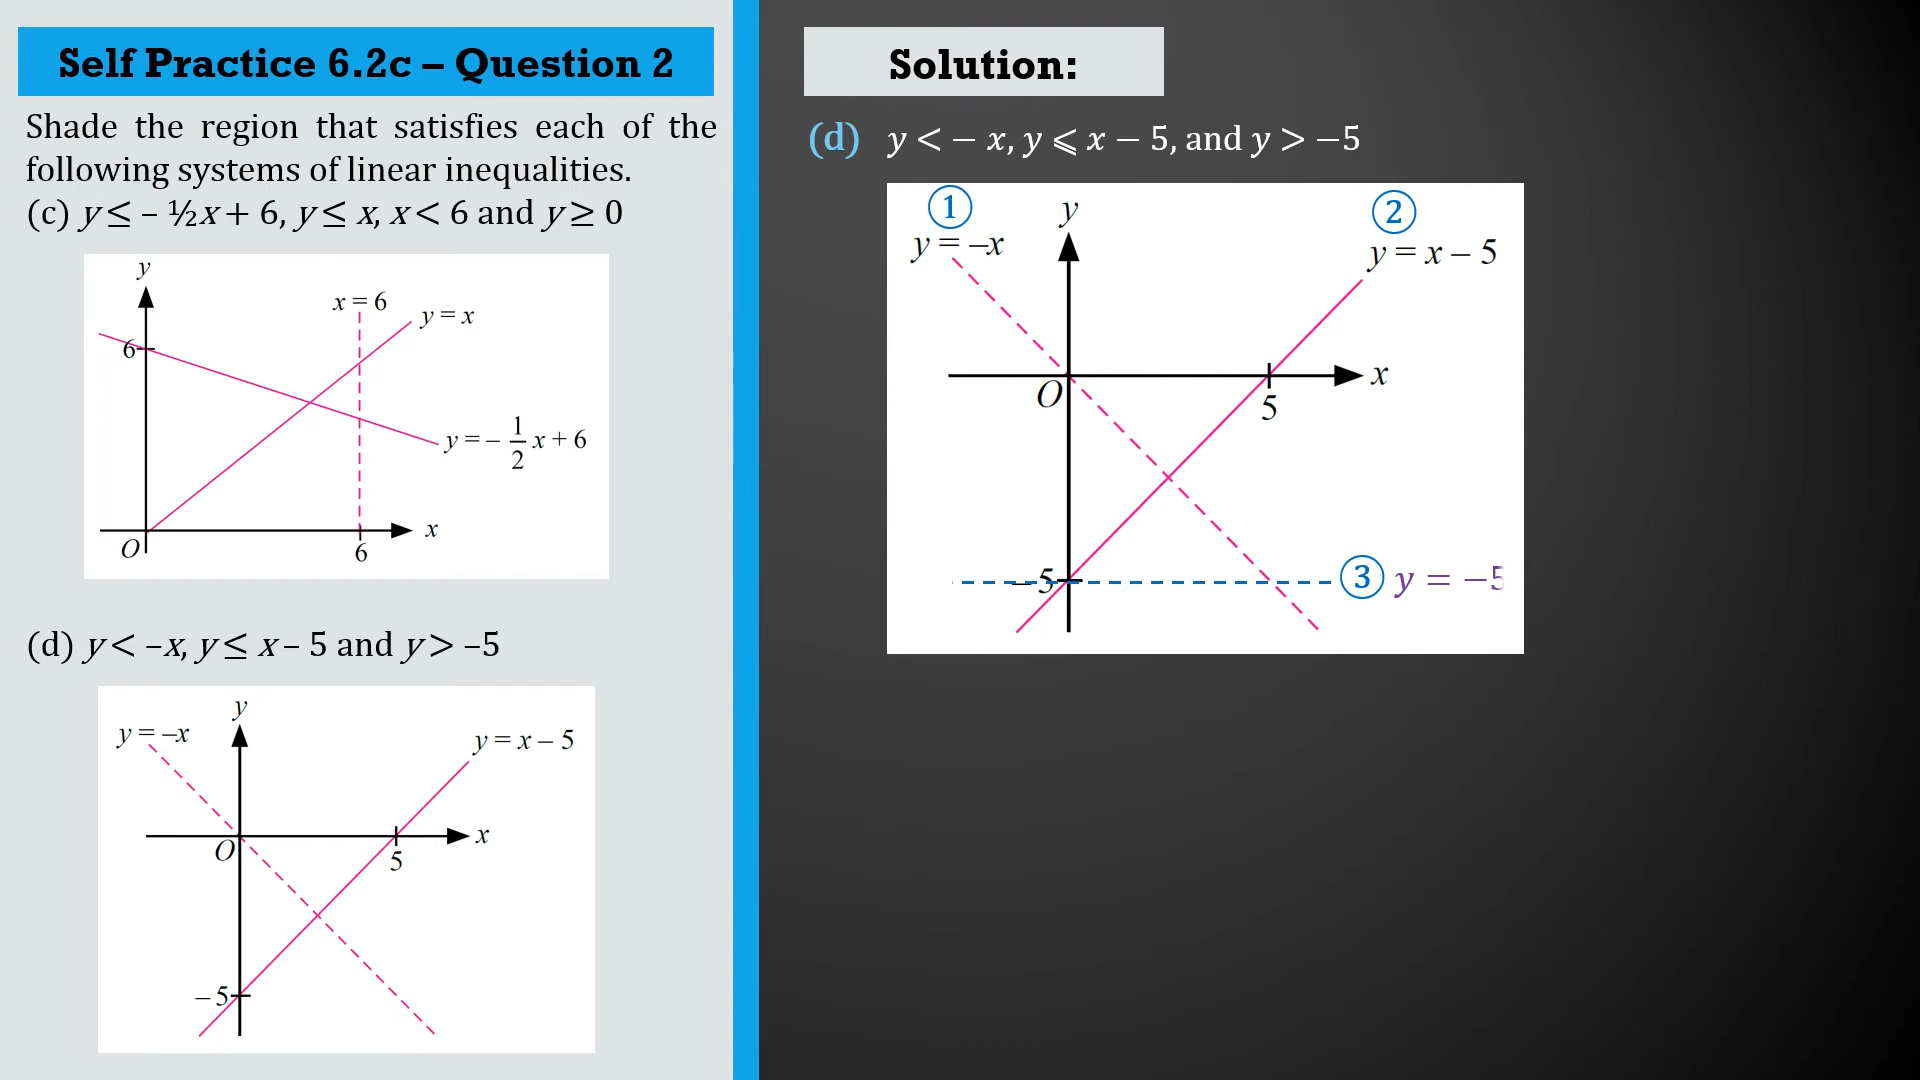 Self Practice 6.2c – Question 2
Shade the region that satisfies each of the
following systems of linear inequalities.
(c) y ≤ – ½x + 6, y ≤ x, x < 6 and y ≥ 0
y
x = 6
y = x
6
y = – 1/2 x + 6
x
O
6
(d) y < –x, y ≤ x – 5 and y > –5
y
y = –x
y = x – 5
x
O
5
– 5
Solution:
(d) y < − x, y ⩽ x − 5, and y > −5
① ②
y
y = –x
y = x – 5
x
O
5
– 5
③ y = −5